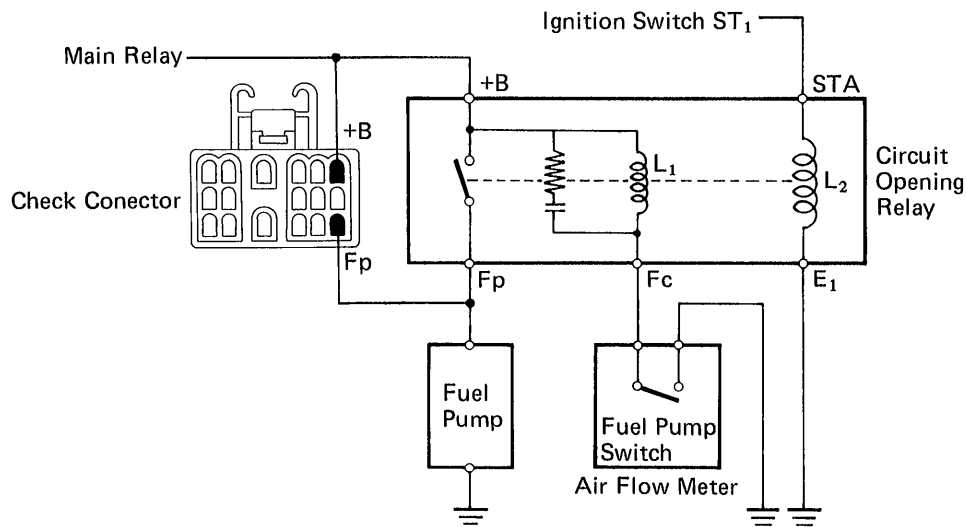 Ignition Switch ST1
Main Relay
+B
STA
+B
Check Conector
L1
L2
Circuit
Opening
Relay
Fp
Fp
Fc
E1
Fuel
Pump
Fuel Pump
Switch
Air Flow Meter